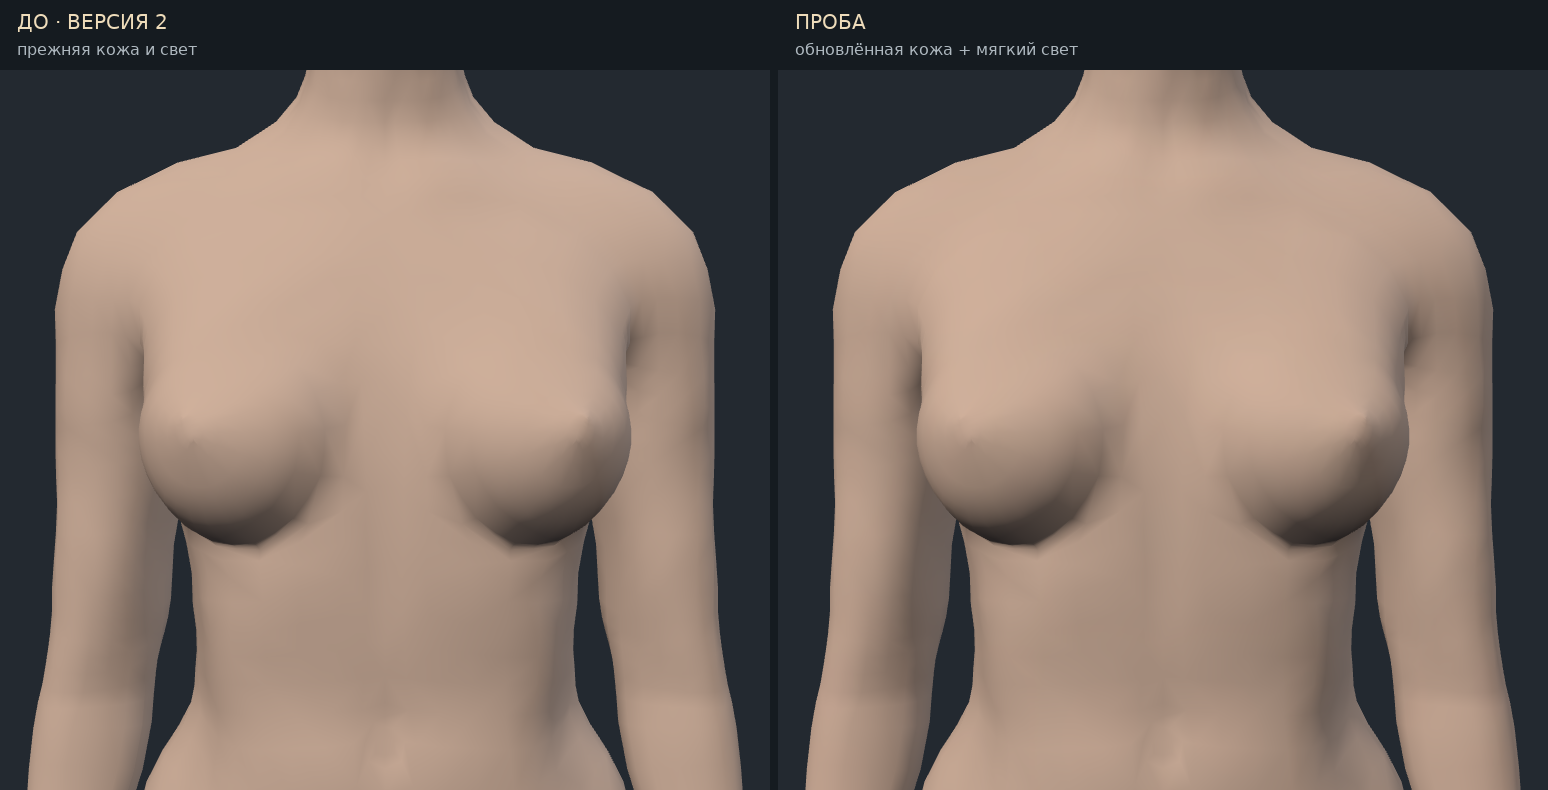 ДО · ВЕРСИЯ 2
прежняя кожа и свет
ПРОБА
обновлённая кожа + мягкий свет